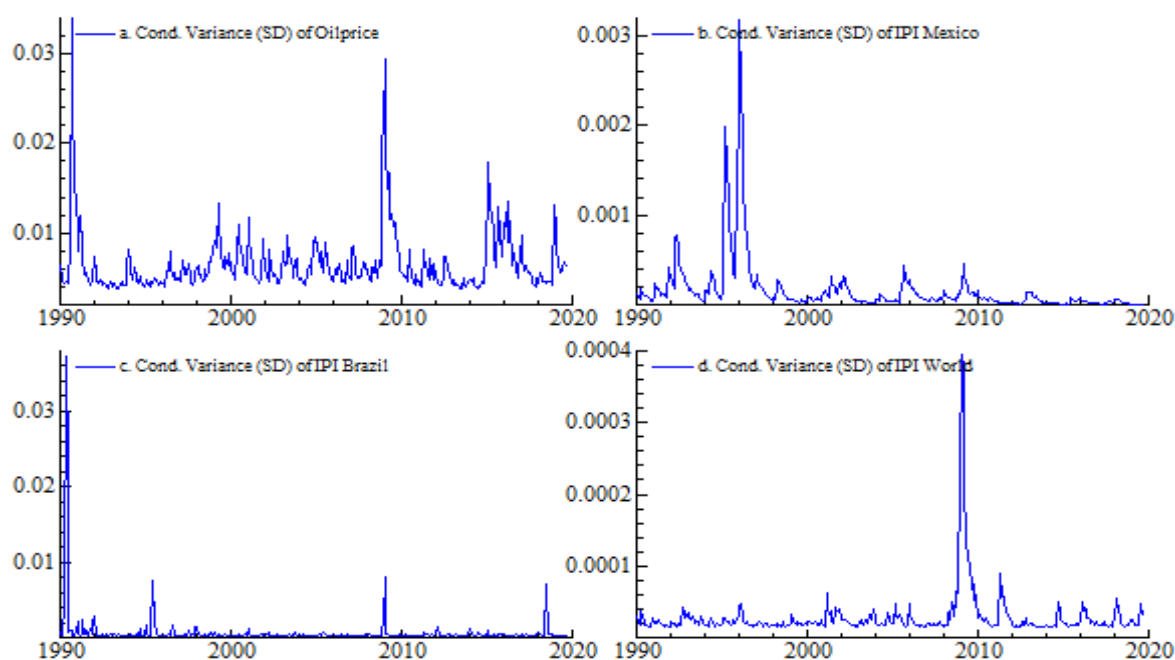 a. Cond. Variance (SD) of Oilprice
0.03
0.02
0.01
1990 2000 2010 2020
b. Cond. Variance (SD) of IPI Mexico
0.003
0.002
0.001
1990 2000 2010 2020
c. Cond. Variance (SD) of IPI Brazil
0.03
0.02
0.01
1990 2000 2010 2020
0.0004
d. Cond. Variance (SD) of IPI World
0.0003
0.0002
0.0001
1990 2000 2010 2020